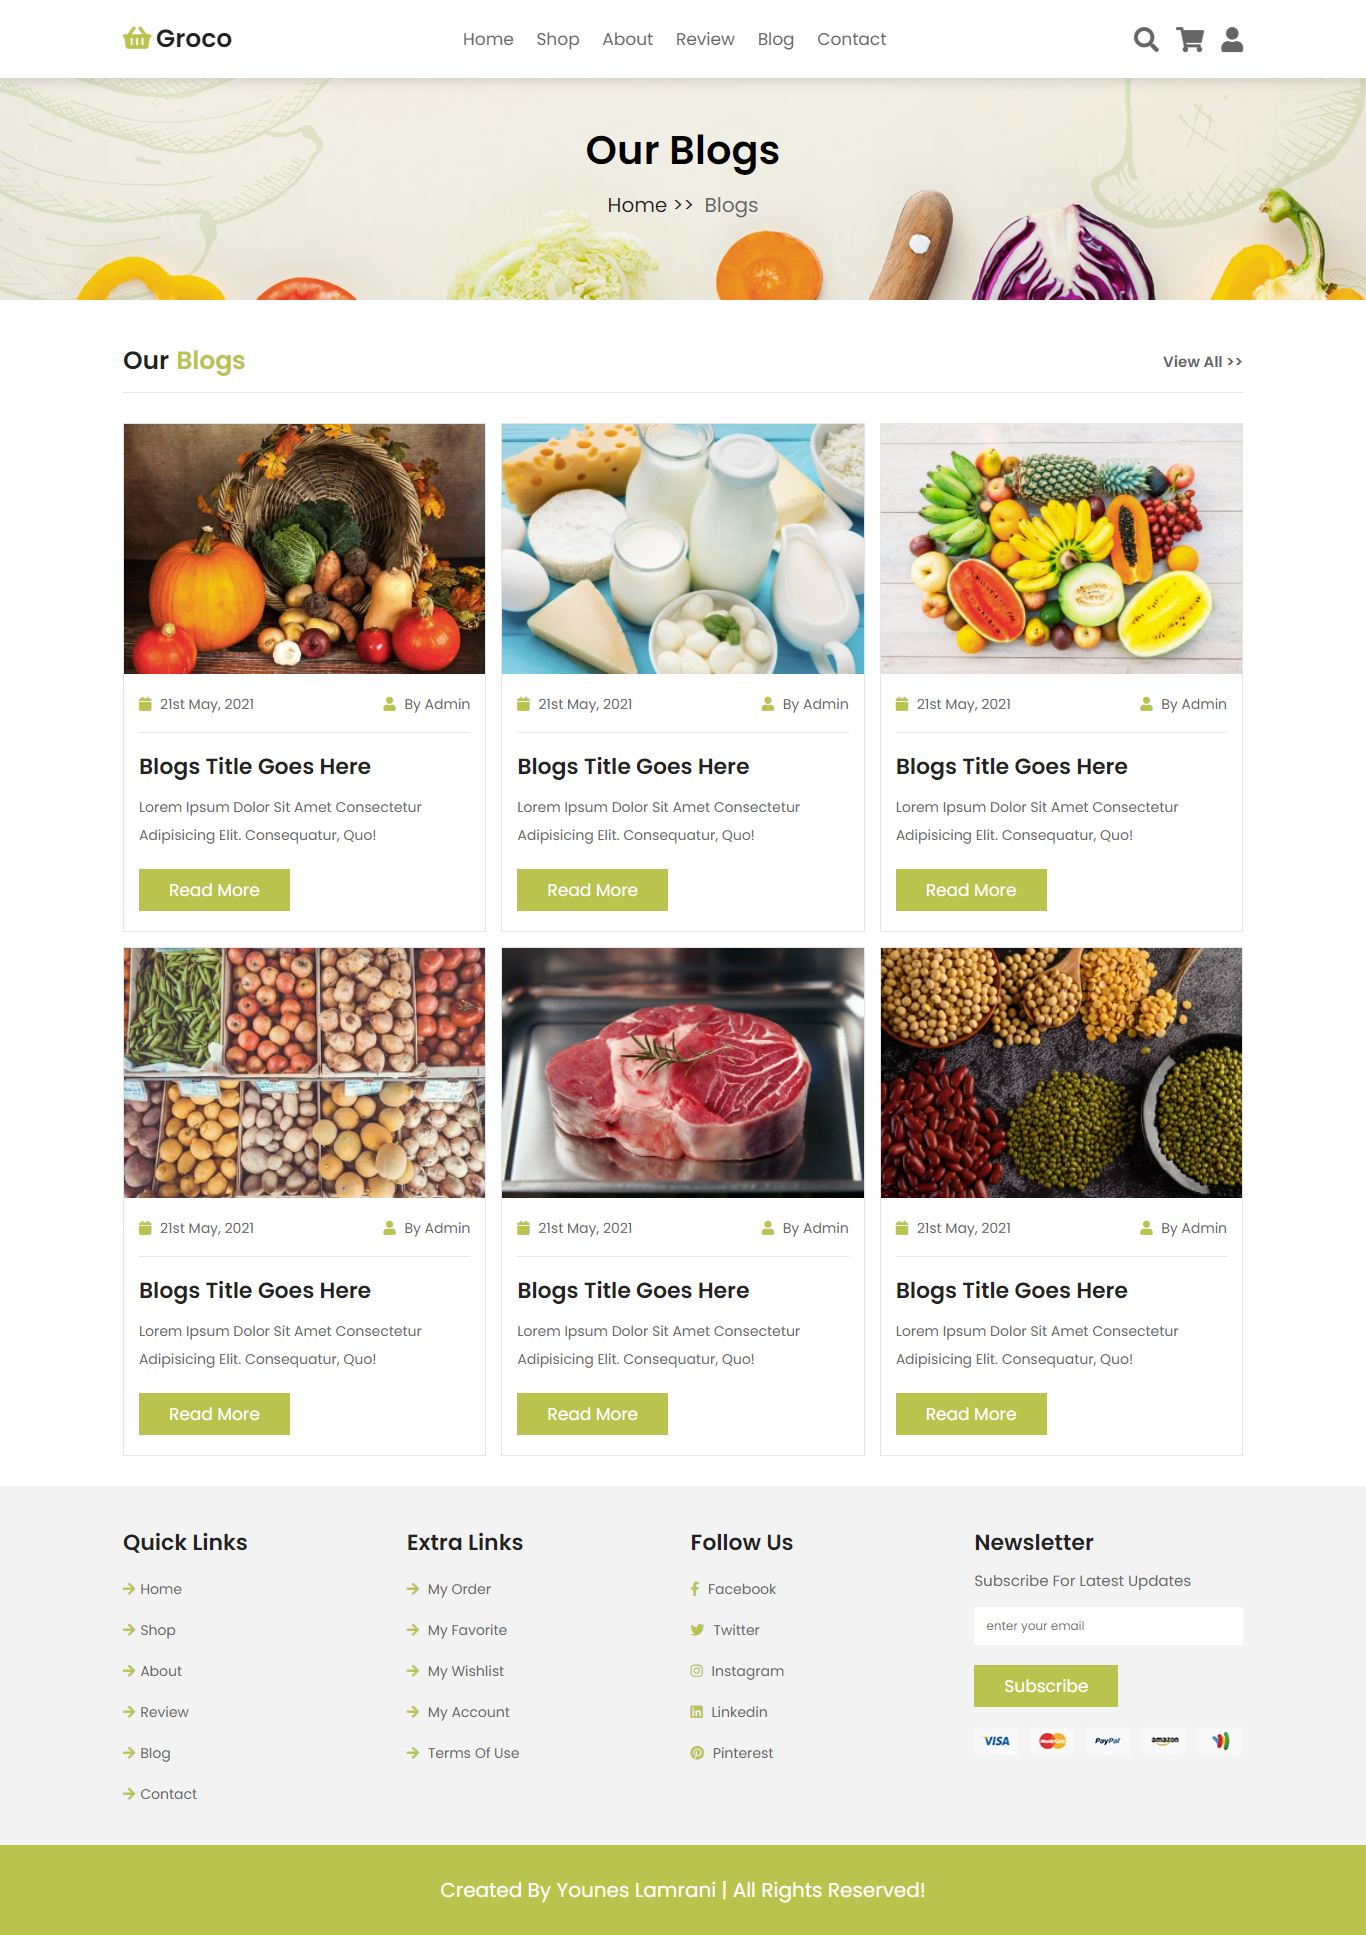 Groco
Home Shop About Review Blog Contact
Our Blogs
Home >> Blogs
Our Blogs
View All >>
21st May, 2021 By Admin
Blogs Title Goes Here
Lorem Ipsum Dolor Sit Amet Consectetur
Adipisicing Elit. Consequatur, Quo!
Read More
21st May, 2021 By Admin
Blogs Title Goes Here
Lorem Ipsum Dolor Sit Amet Consectetur
Adipisicing Elit. Consequatur, Quo!
Read More
21st May, 2021 By Admin
Blogs Title Goes Here
Lorem Ipsum Dolor Sit Amet Consectetur
Adipisicing Elit. Consequatur, Quo!
Read More
21st May, 2021 By Admin
Blogs Title Goes Here
Lorem Ipsum Dolor Sit Amet Consectetur
Adipisicing Elit. Consequatur, Quo!
Read More
21st May, 2021 By Admin
Blogs Title Goes Here
Lorem Ipsum Dolor Sit Amet Consectetur
Adipisicing Elit. Consequatur, Quo!
Read More
21st May, 2021 By Admin
Blogs Title Goes Here
Lorem Ipsum Dolor Sit Amet Consectetur
Adipisicing Elit. Consequatur, Quo!
Read More
Quick Links
Home
Shop
About
Review
Blog
Contact
Extra Links
My Order
My Favorite
My Wishlist
My Account
Terms Of Use
Follow Us
Facebook
Twitter
Instagram
Linkedin
Pinterest
Newsletter
Subscribe For Latest Updates
enter your email
Subscribe
VISA MasterCard PayPal amazon
Created By Younes Lamrani | All Rights Reserved!